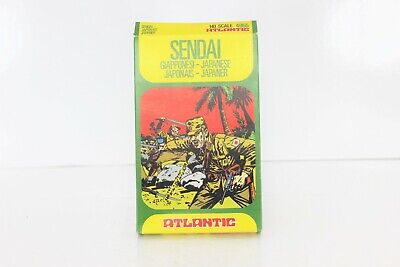 HO SCALE
ATLANTIC
SENDAI
GIAPPONESI - JAPANESE
JAPONAIS - JAPANER
ATLANTIC